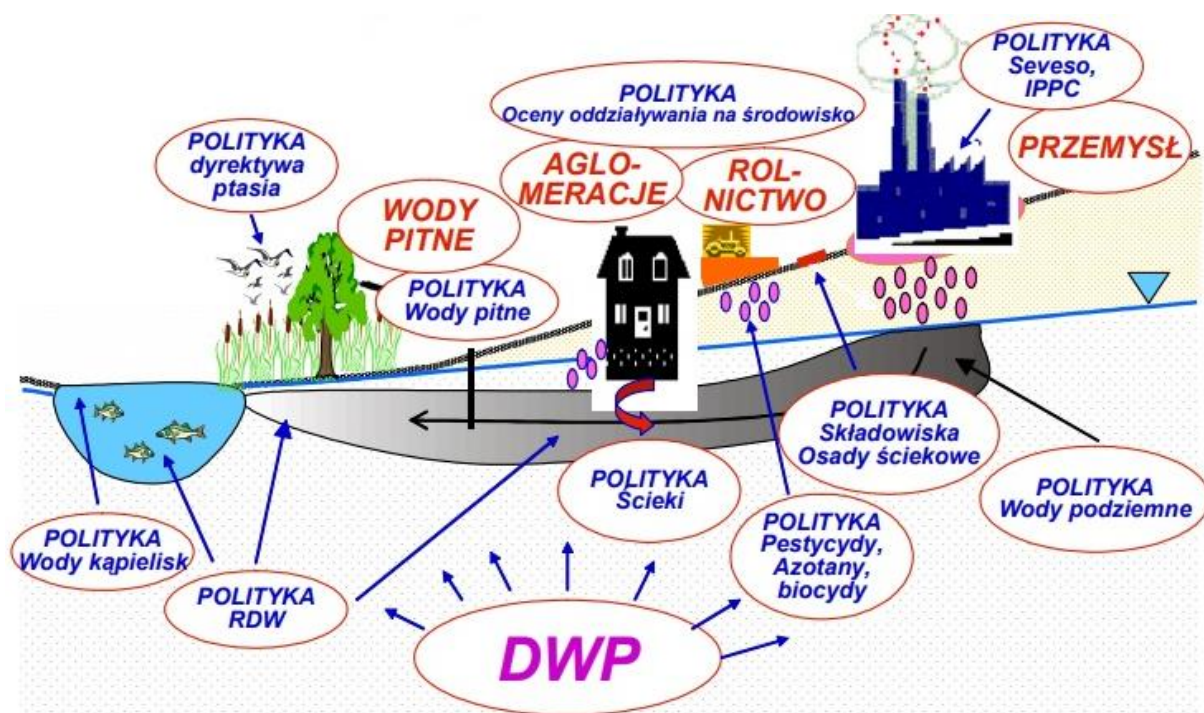 POLITYKA
Seveso,
IPPC
POLITYKA
Oceny oddziaływania na środowisko
POLITYKA
dyrektywa
ptasia
AGLO-
MERACJE
ROL-
NICTWO
PRZEMYSŁ
WODY
PITNE
POLITYKA
Wody pitne
POLITYKA
Składowiska
Osady ściekowe
POLITYKA
Ścieki
POLITYKA
Wody podziemne
POLITYKA
Pestycydy,
Azotany,
biocydy
POLITYKA
Wody kąpielisk
POLITYKA
RDW
DWP